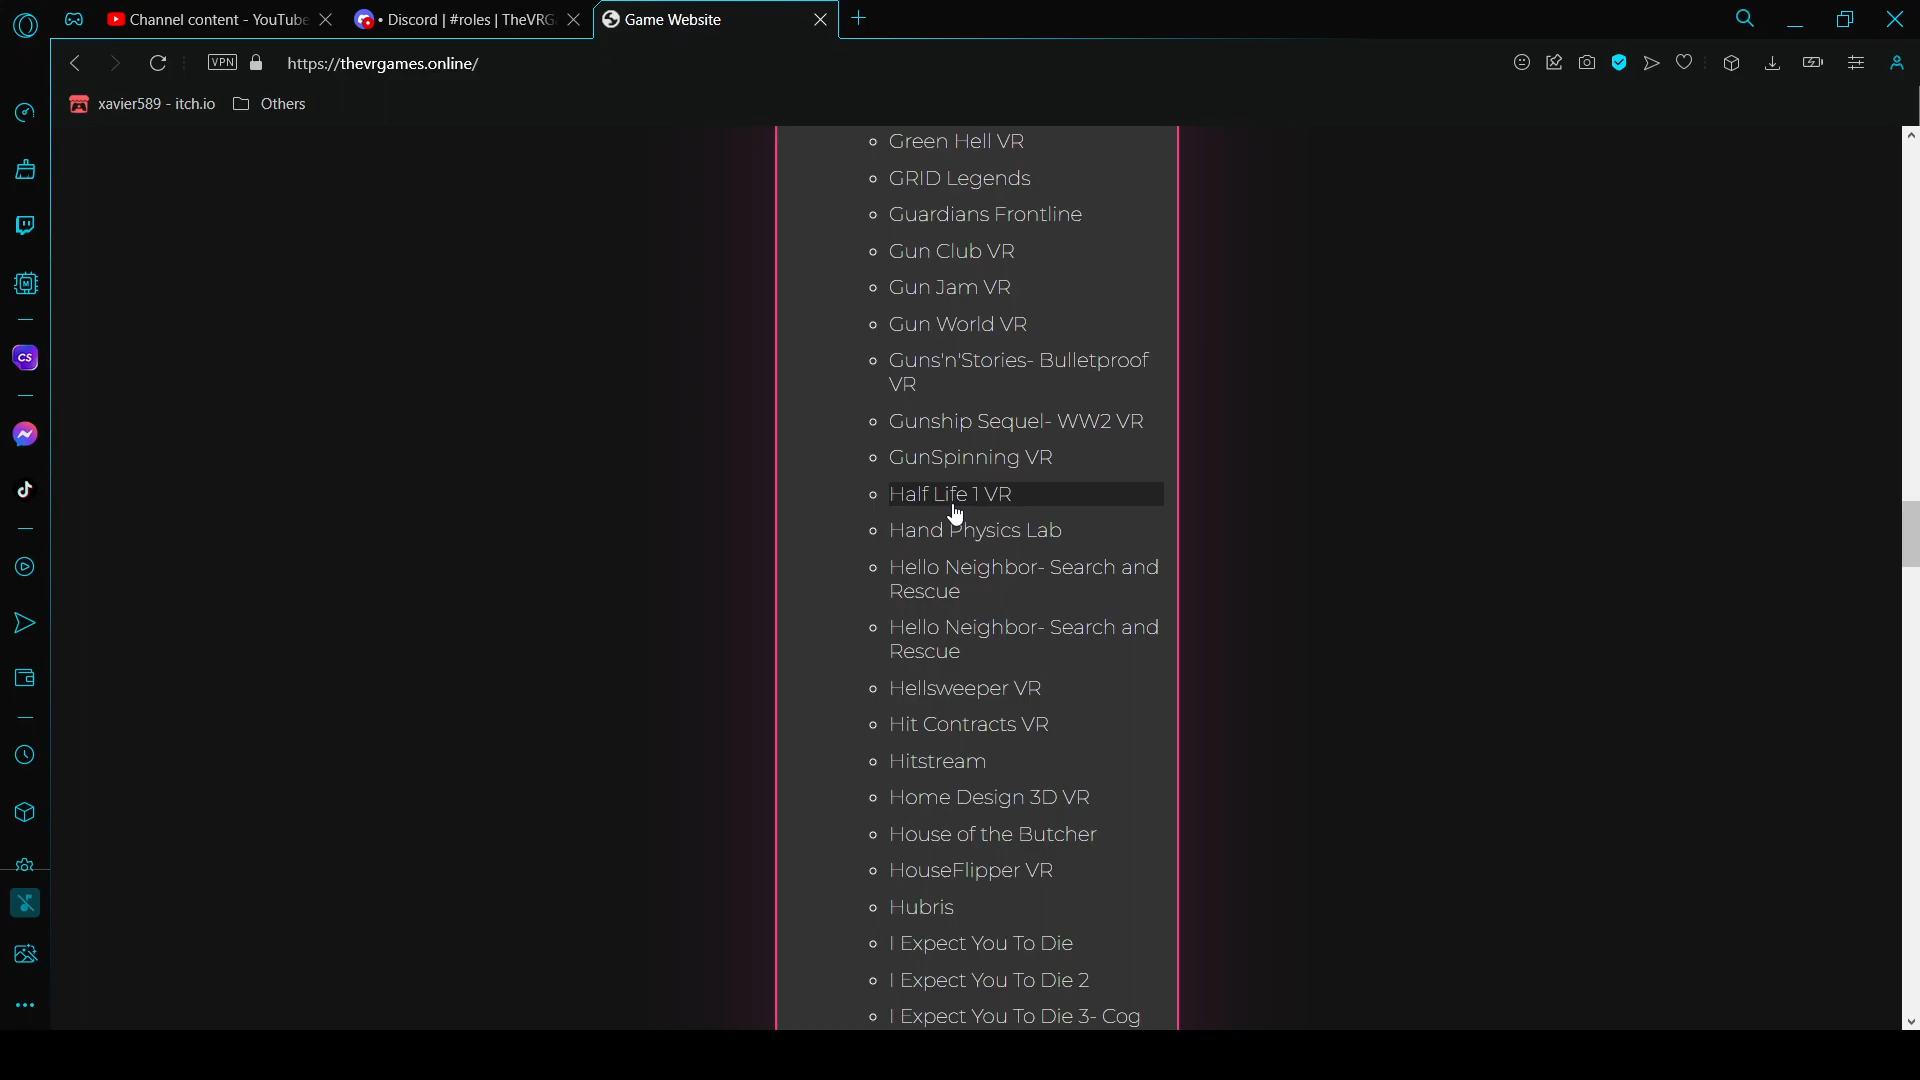 Channel content - YouTube
• Discord | #roles | TheVRG
Game Website
VPN
https://thevrgames.online/
xavier589 - itch.io
Others
CS
Green Hell VR
GRID Legends
Guardians Frontline
Gun Club VR
Gun Jam VR
Gun World VR
Guns'n'Stories- Bulletproof
VR
Gunship Sequel- WW2 VR
GunSpinning VR
Half Life 1 VR
Hand Physics Lab
Hello Neighbor- Search and
Rescue
Hello Neighbor- Search and
Rescue
Hellsweeper VR
Hit Contracts VR
Hitstream
Home Design 3D VR
House of the Butcher
HouseFlipper VR
Hubris
I Expect You To Die
I Expect You To Die 2
I Expect You To Die 3- Cog